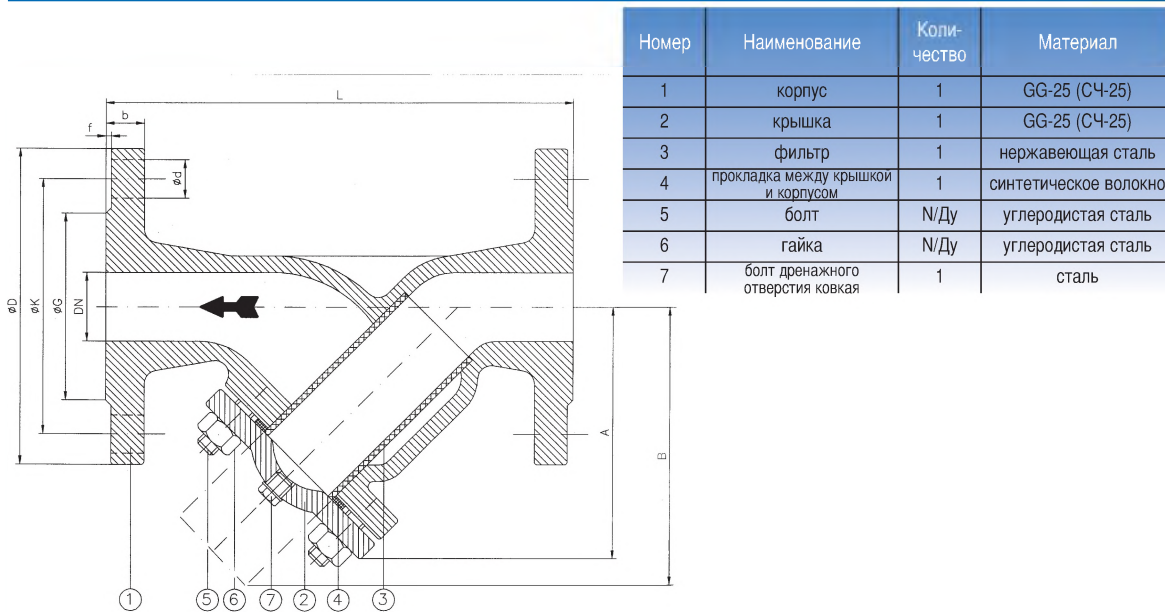 Номер Наименование Коли-
чество Материал
1 корпус 1 GG-25 (СЧ-25)
2 крышка 1 GG-25 (СЧ-25)
3 фильтр 1 нержавеющая сталь
4 прокладка между крышкой
и корпусом 1 синтетическое волокно
5 болт N/Ду углеродистая сталь
6 гайка N/Ду углеродистая сталь
7 болт дренажного
отверстия ковкая 1 сталь
L
b
f
ød
øD
øK
øG
DN
A
B
1 5 6 7 2 4 3